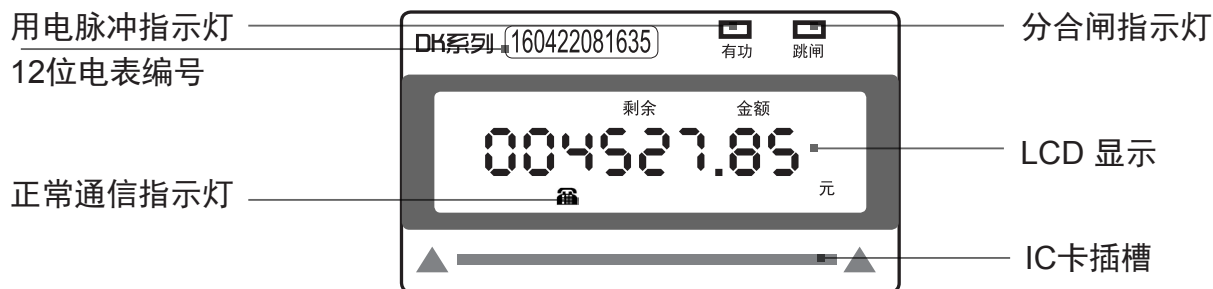 用电脉冲指示灯
12位电表编号
正常通信指示灯
DK系列
160422081635
有功
跳闸
剩余 金额
004527.85
元
分合闸指示灯
LCD 显示
IC卡插槽